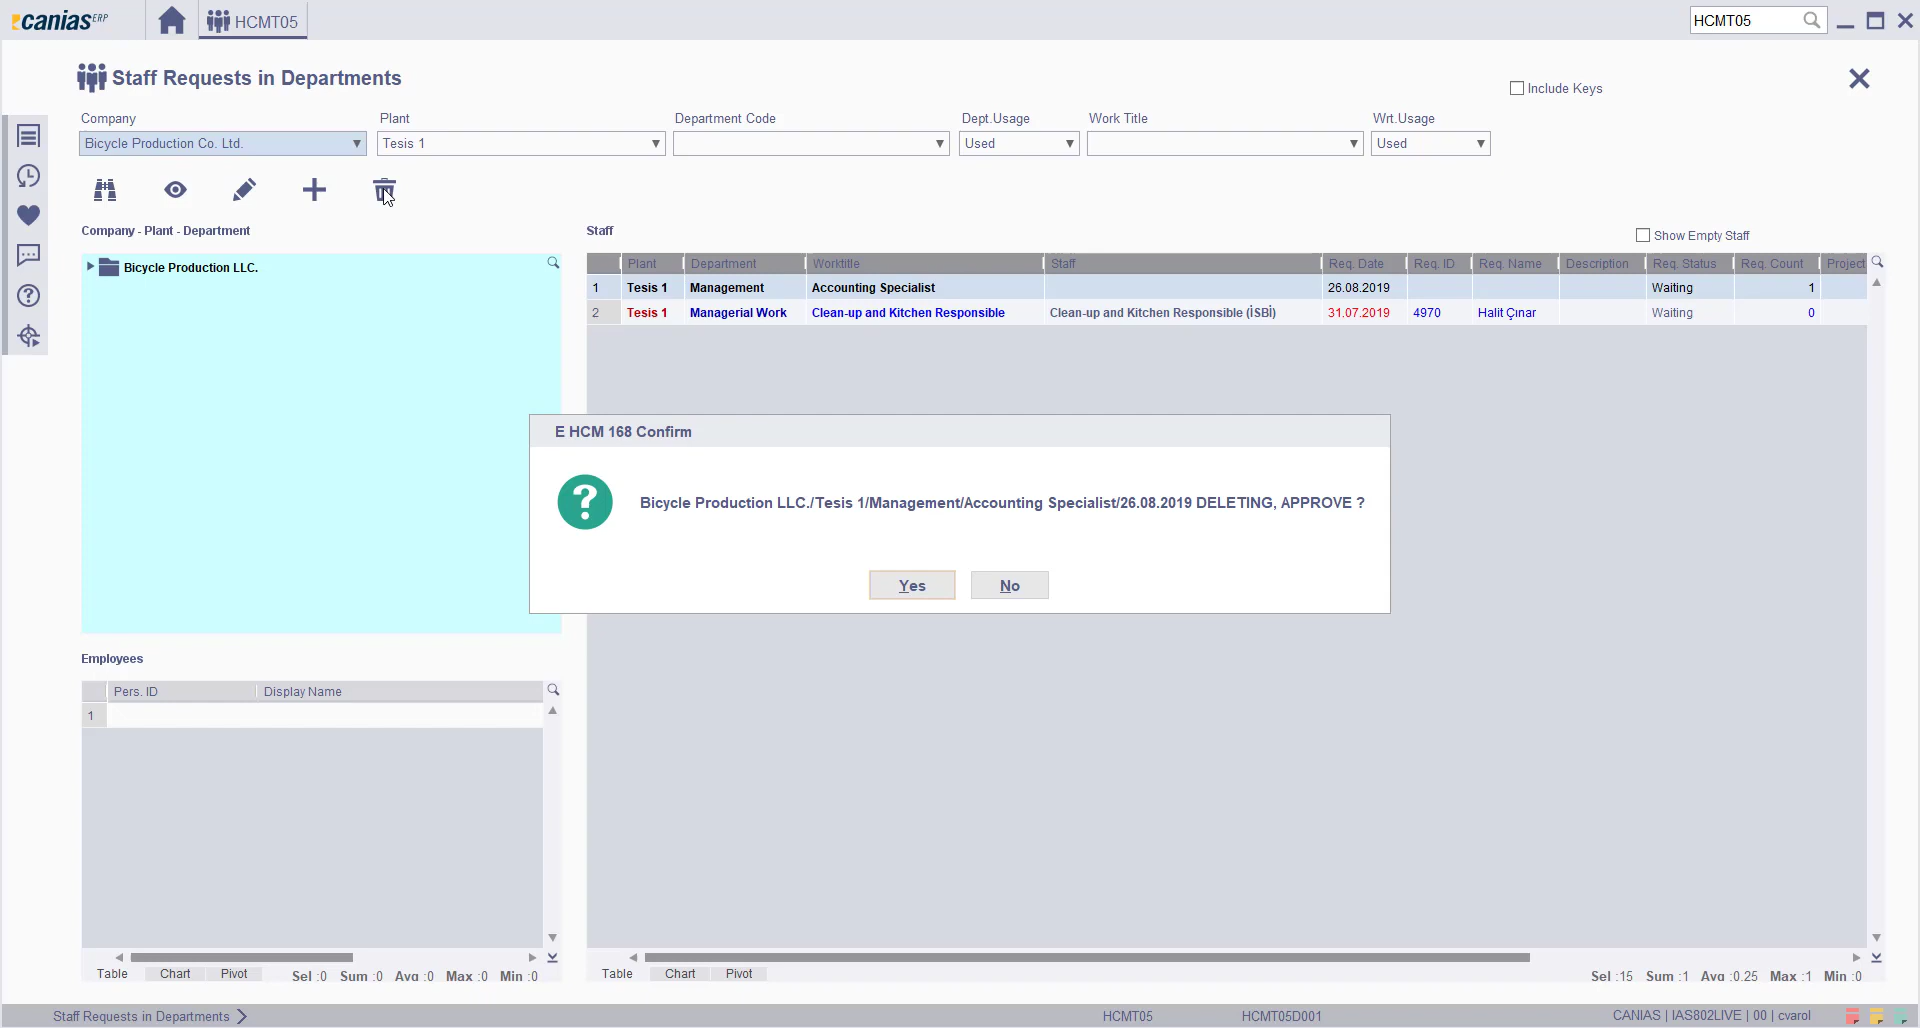 canias ERP
HCMT05
HCMT05
Staff Requests in Departments
Include Keys
Company
Plant
Department Code
Dept.Usage
Work Title
Wrt.Usage
Bicycle Production Co. Ltd.
Tesis 1
Used
Used
Company - Plant - Department
Staff
Show Empty Staff
Bicycle Production LLC.
Plant Department Worktitle Staff Req. Date Req. ID Req. Name Description Req. Status Req. Count Project
1 Tesis 1 Management Accounting Specialist 26.08.2019 Waiting 1
2 Tesis 1 Managerial Work Clean-up and Kitchen Responsible Clean-up and Kitchen Responsible (İSBİ) 31.07.2019 4970 Halit Çınar Waiting 0
E HCM 168 Confirm
Bicycle Production LLC./Tesis 1/Management/Accounting Specialist/26.08.2019 DELETING, APPROVE ?
Yes No
Employees
Pers. ID Display Name
1
Table Chart Pivot Sel :0 Sum :0 Avg :0 Max :0 Min :0
Table Chart Pivot Sel :15 Sum :1 Avg :0.25 Max :1 Min :0
Staff Requests in Departments
HCMT05
HCMT05D001
CANIAS | IAS802LIVE | 00 | cvarol